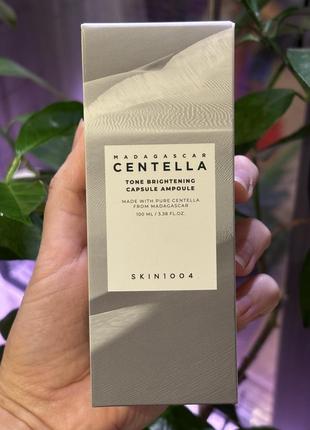 MADAGASCAR
CENTELLA
TONE BRIGHTENING
CAPSULE AMPOULE
MADE WITH PURE CENTELLA
FROM MADAGASCAR
100 ML / 3.38 FL.OZ.
SKIN1004